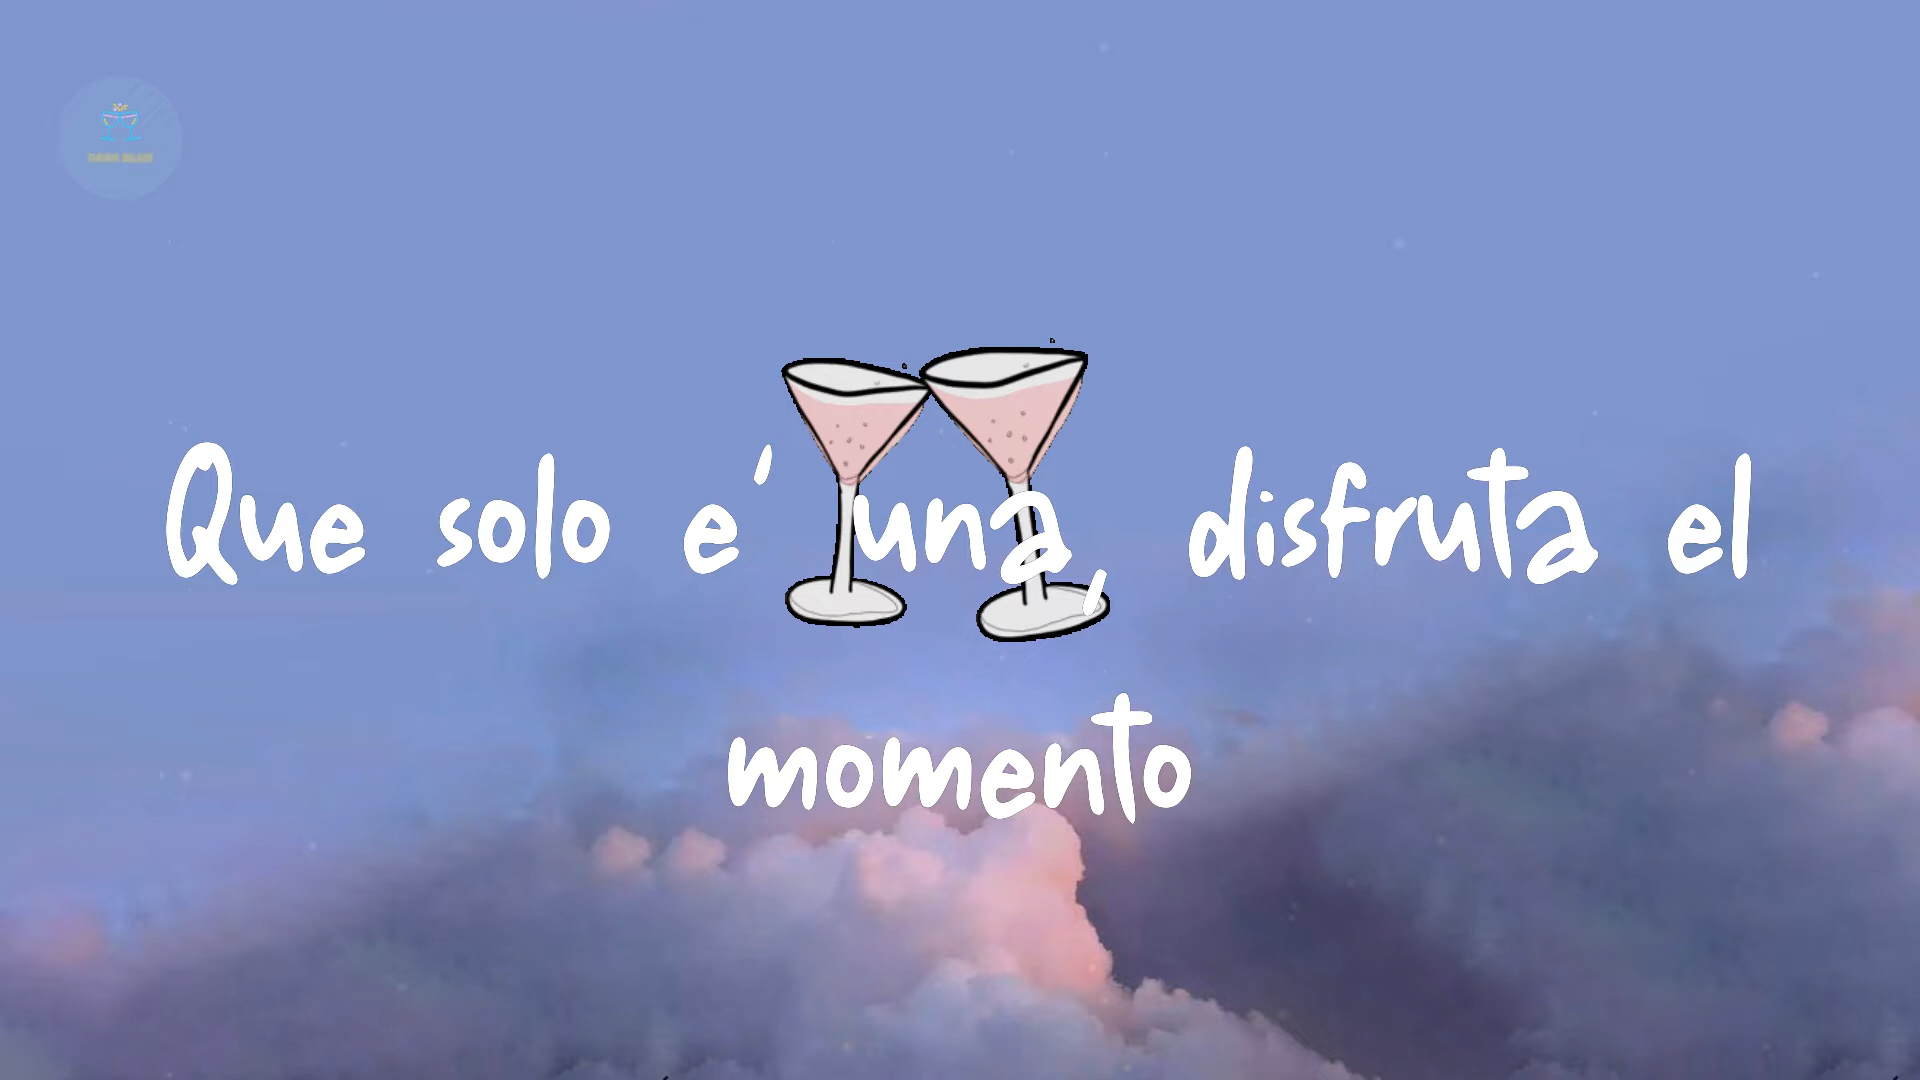 Que solo e' una, disfruta el
momento